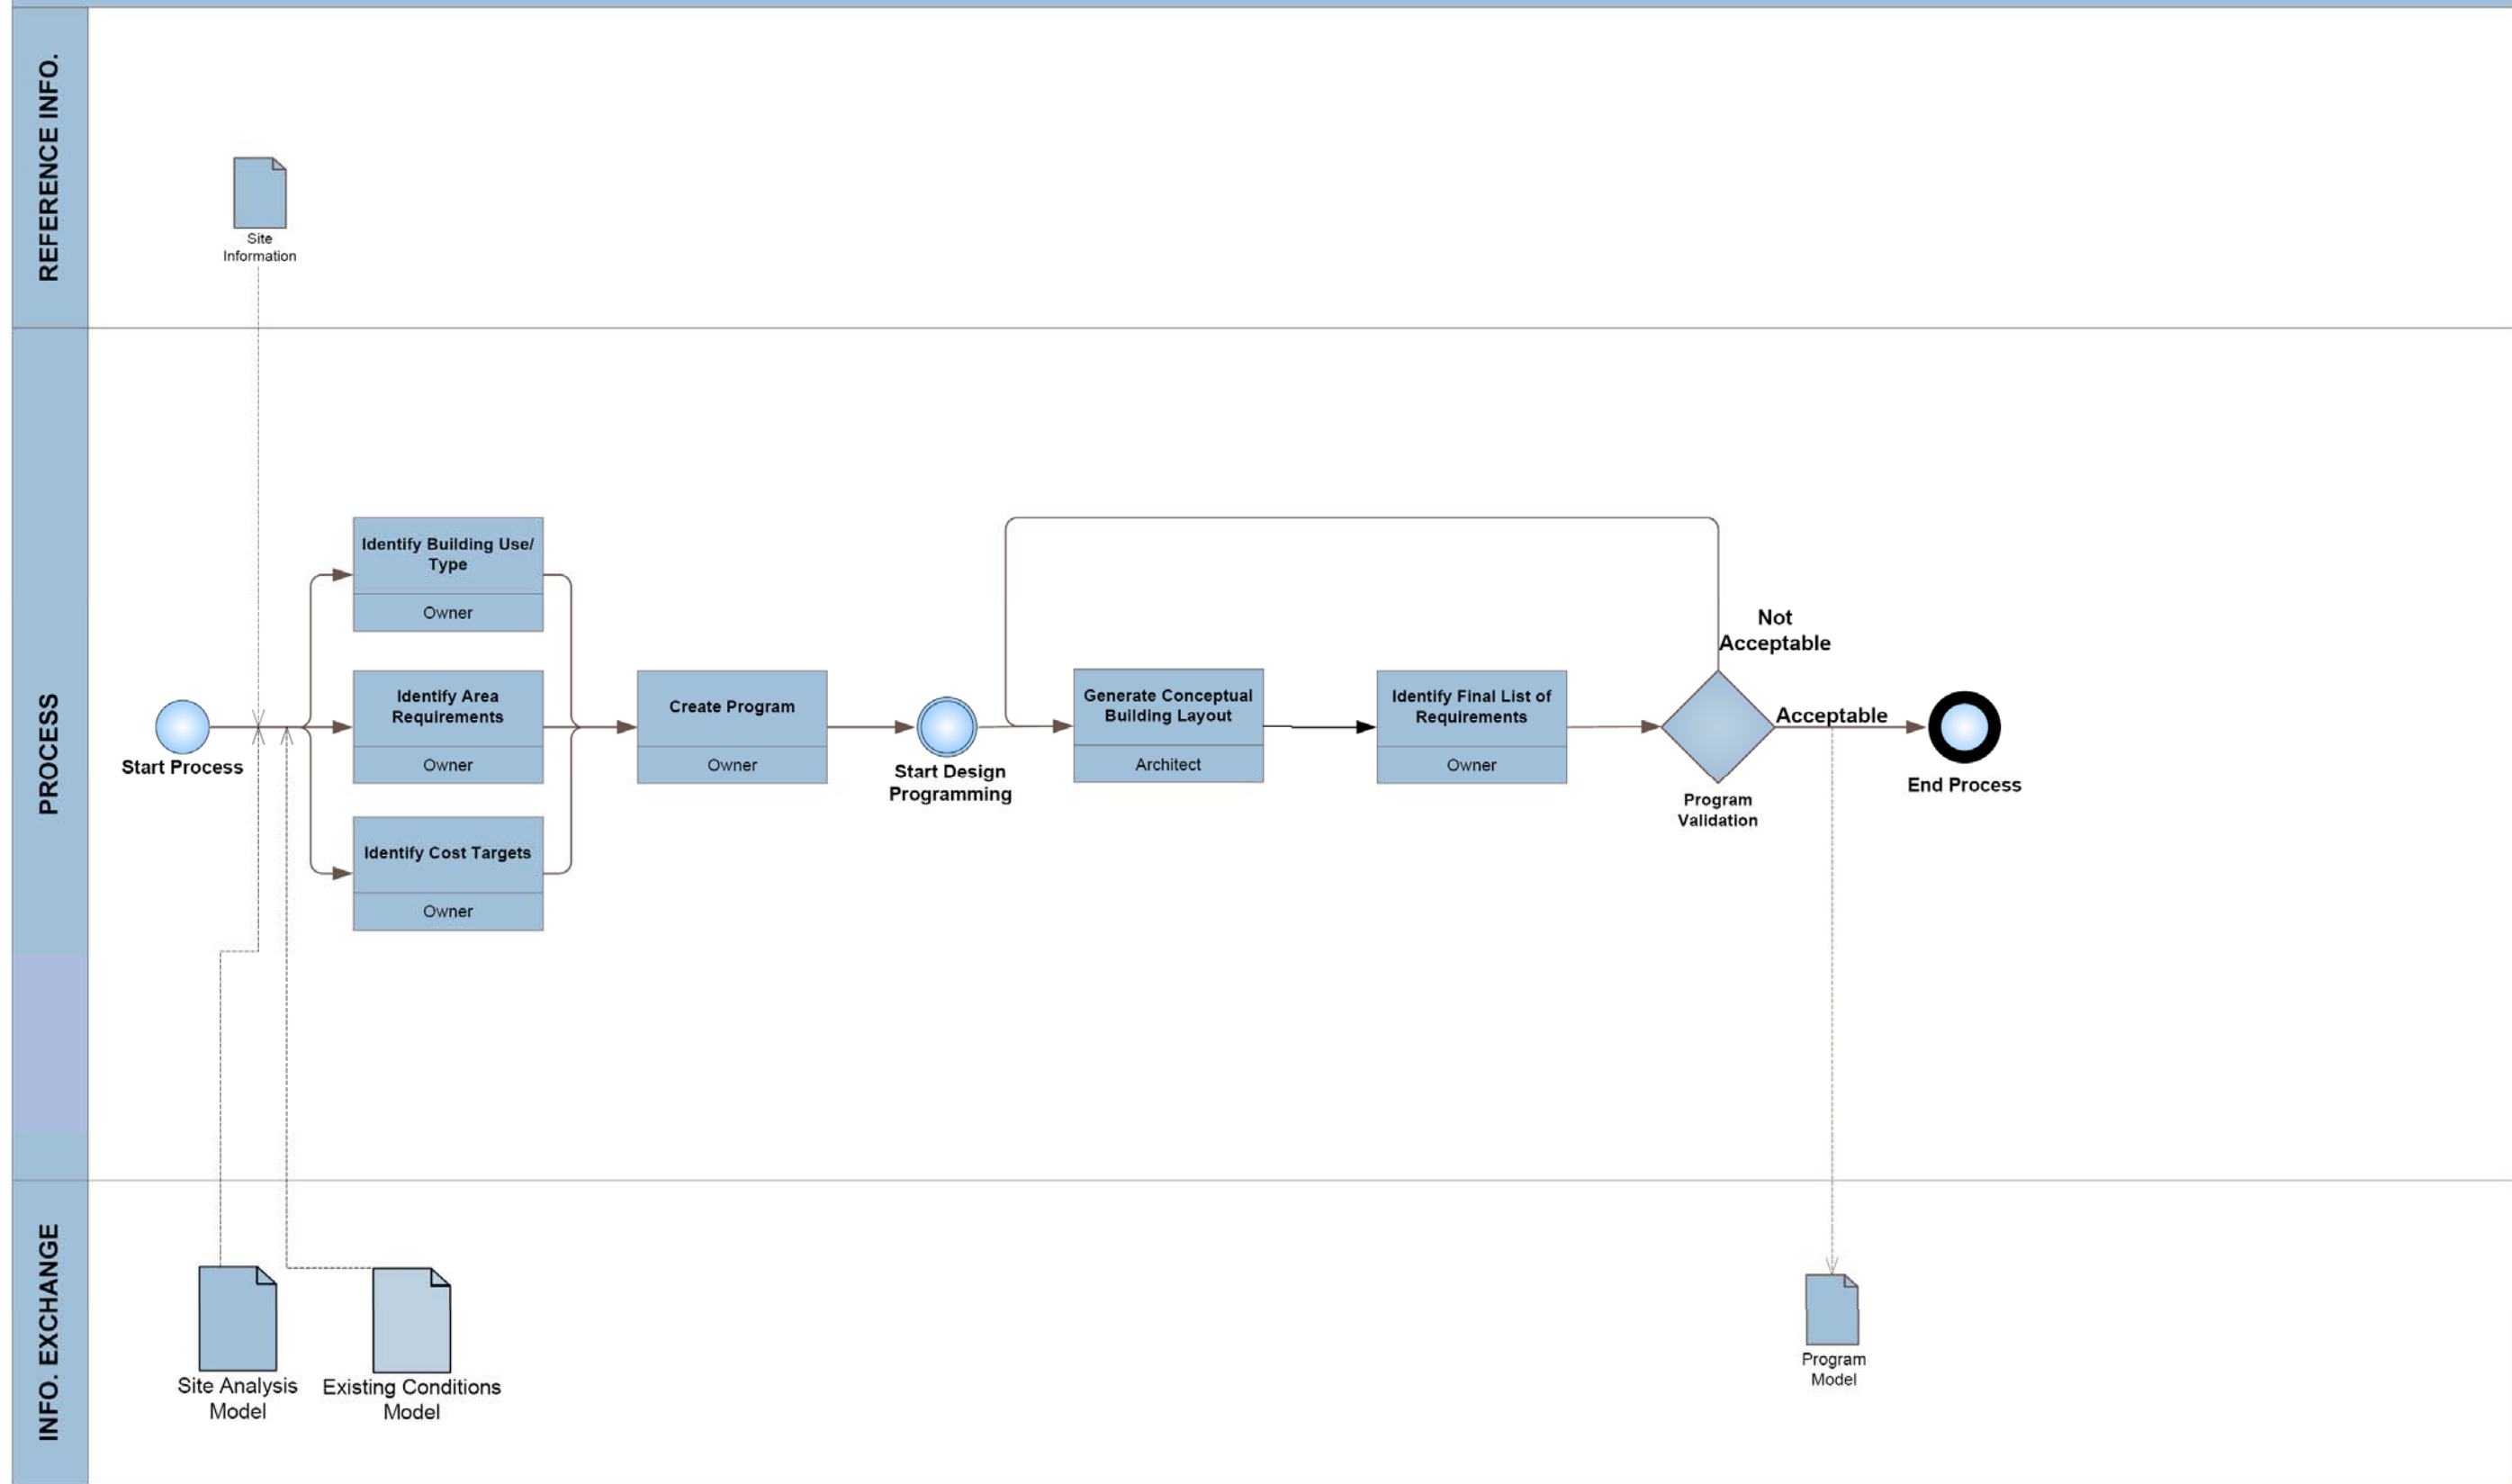 REFERENCE INFO.
Site
Information
PROCESS
Start Process
Identify Building Use/
Type
Owner
Identify Area
Requirements
Owner
Identify Cost Targets
Owner
Create Program
Owner
Start Design
Programming
Generate Conceptual
Building Layout
Architect
Identify Final List of
Requirements
Owner
Program
Validation
Not
Acceptable
Acceptable
End Process
INFO. EXCHANGE
Site Analysis
Model
Existing Conditions
Model
Program
Model